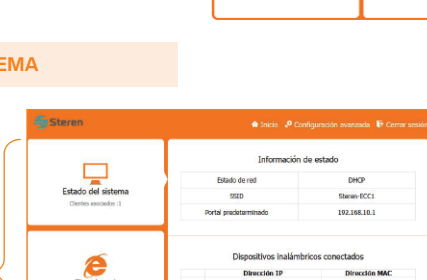 EMA
Steren
Inicio Configuración avanzada Cerrar sesión
Información de estado
Estado de red DHCP
SSID Steren-ECC1
Portal predeterminado 192.168.10.1
Estado del sistema
Clientes asociados :1
Dispositivos inalámbricos conectados
Dirección IP Dirección MAC